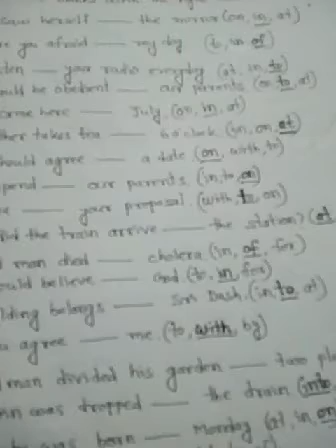 saw herself — the mirror (on, in, at)
you afraid — my dog (to, in of)
— your radio everyday (at, in, to)
be obedient — our parents (to, at)
here — July, (on, in, at)
takes tea — 6 o'clock (in, on, at)
should agree — a date (on, with, to)
— our parents. (in, to, on)
— your proposal. (with, to, on)
the train arrive — the station? (at
man died — cholera (in, of, for)
believe — God (to, in, for)
belongs — Dash, (in, to, at)
agree — me. (to, with, by)
man divided his garden — two
was dropped — the drain (into,
was born — Monday (at, in, on